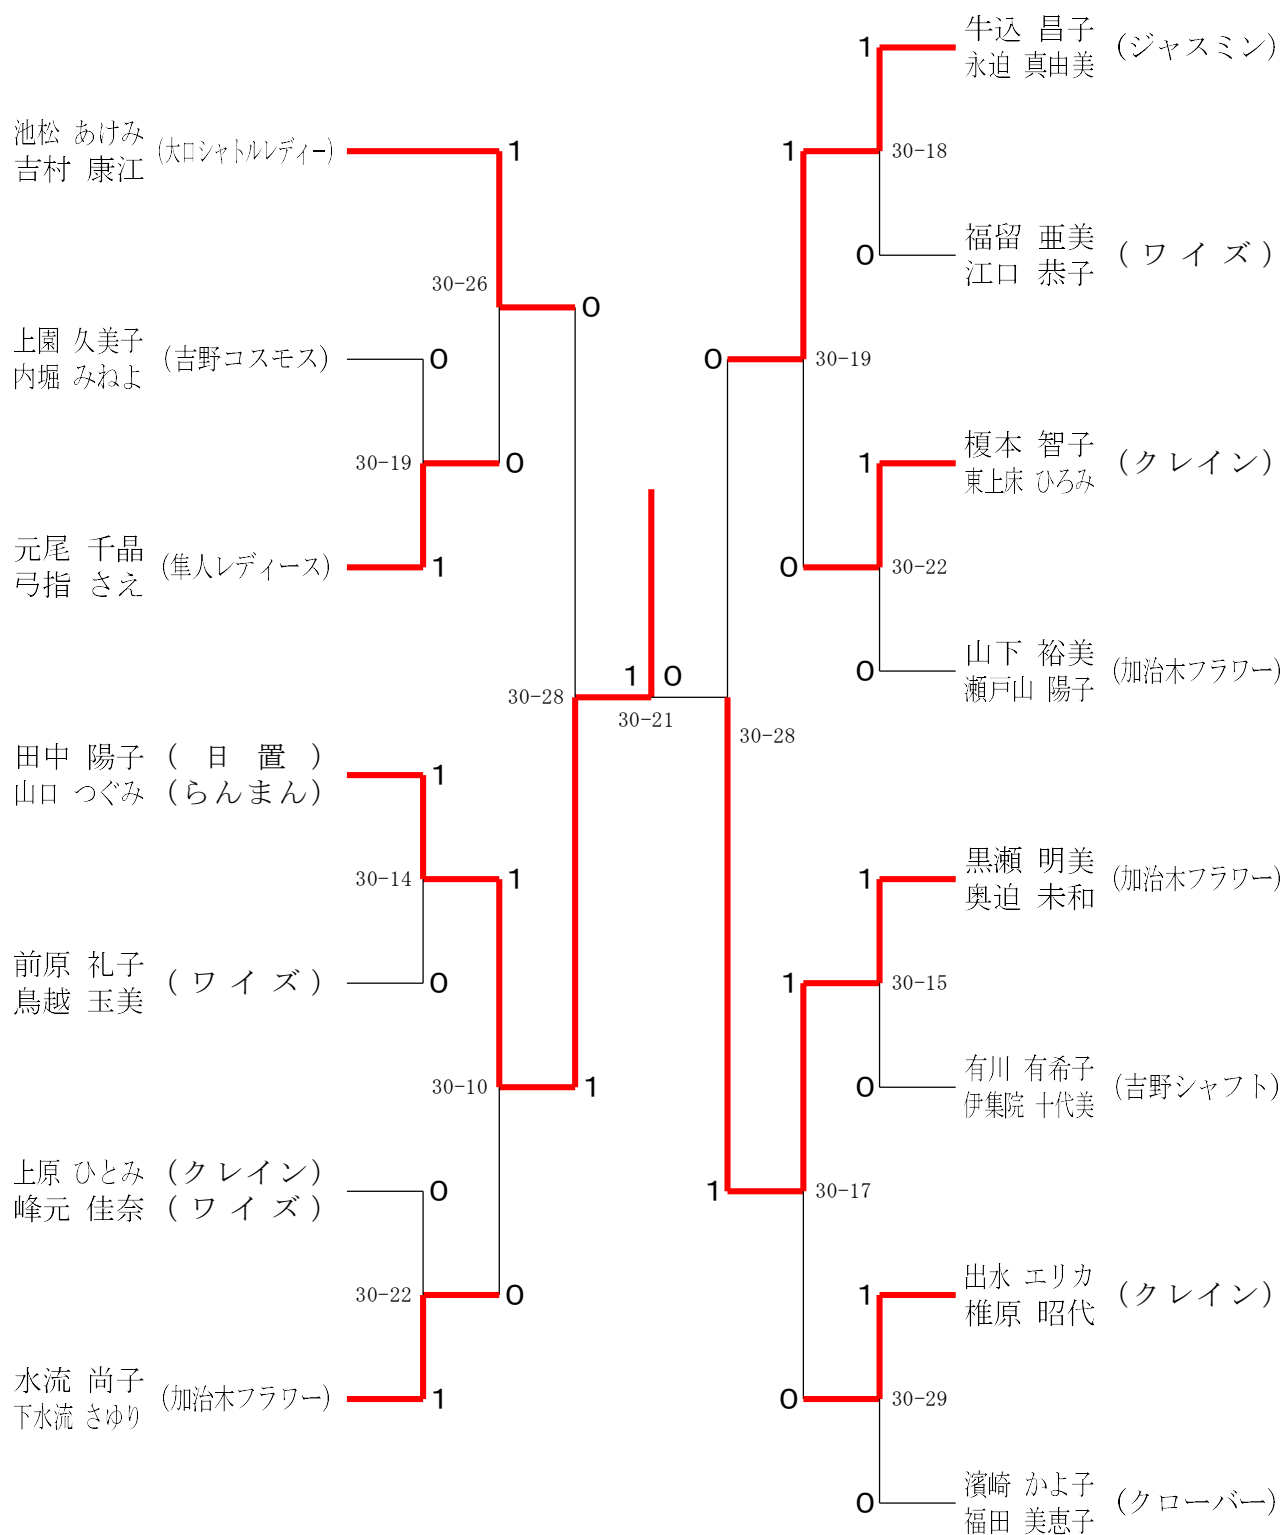 池松 あけみ
吉村 康江
(大口シャトルレディー)
1
30-26
0
上園 久美子
内堀 みねよ
(吉野コスモス)
0
30-19
0
元尾 千晶
弓指 さえ
(隼人レディース)
1
30-28
田中 陽子 (日置)
山口 つぐみ (らんまん)
1
30-14
1
前原 礼子
鳥越 玉美
(ワイズ)
0
30-10
1
上原 ひとみ (クレイン)
峰元 佳奈 (ワイズ)
0
30-22
0
水流 尚子
下水流 さゆり
(加治木フラワー)
1
1 0
30-21
牛込 昌子
永迫 真由美
(ジャスミン)
1
1
30-18
福留 亜美
江口 恭子
(ワイズ)
0
0
30-19
榎本 智子
東上床 ひろみ
(クレイン)
1
0
30-22
山下 裕美
瀬戸山 陽子
(加治木フラワー)
0
30-28
黒瀬 明美
奥迫 未和
(加治木フラワー)
1
1
30-15
有川 有希子
伊集院 十代美
(吉野シャフト)
0
1
30-17
出水 エリカ
椎原 昭代
(クレイン)
1
0
30-29
濱崎 かよ子
福田 美恵子
(クローバー)
0